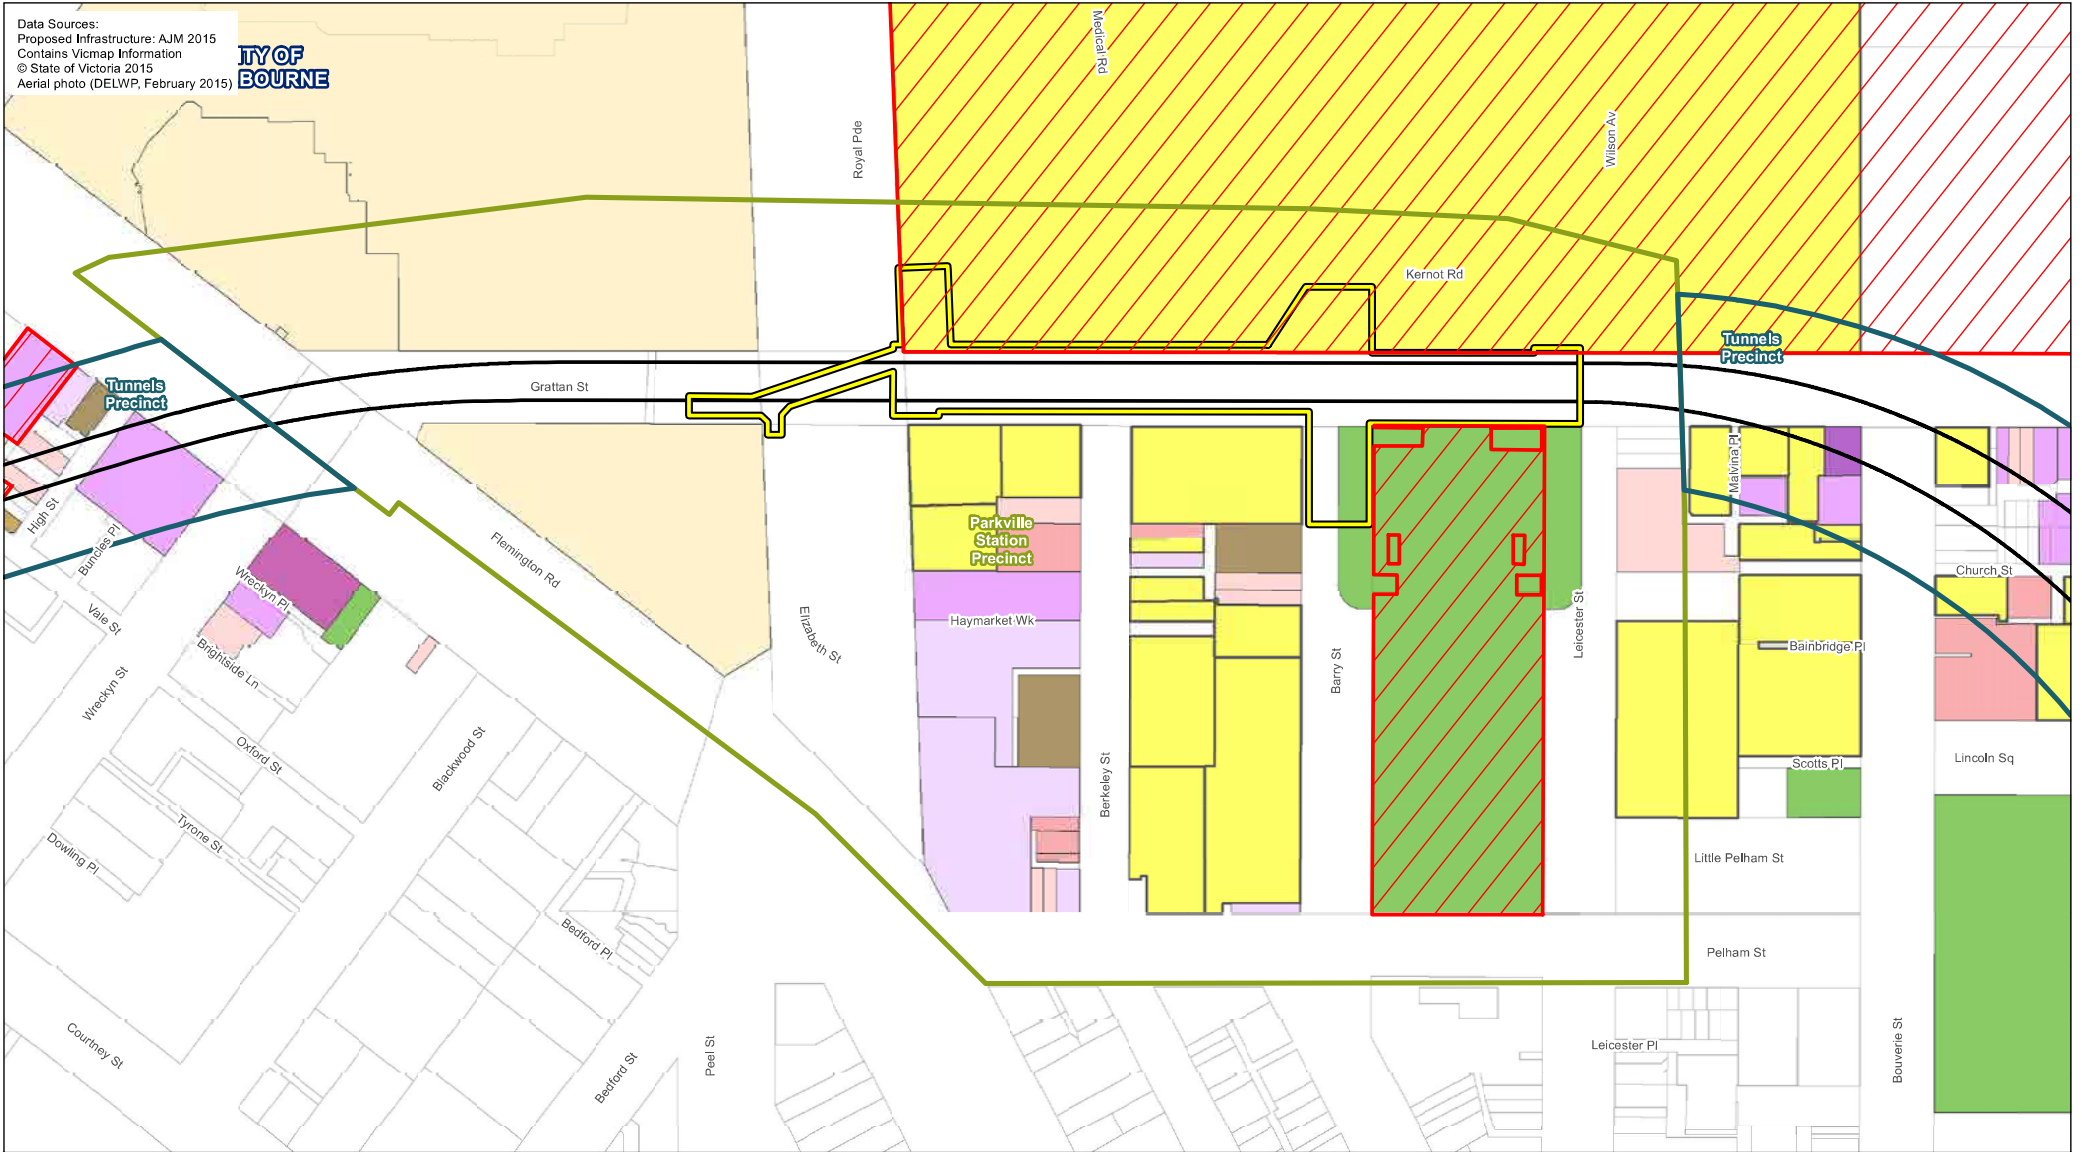 Data Sources:
Proposed Infrastructure: AJM 2015
Contains Vicmap Information
© State of Victoria 2015
Aerial photo (DELWP, February 2015)
ITY OF
BOURNE
Medical Rd
Royal Pde
Wilson Av
Kernot Rd
Tunnels
Precinct
Tunnels
Precinct
Grattan St
High St
Buncles Pl
Flemington Rd
Parkville
Station
Precinct
Malvina Pl
Church St
Wreckyn Pl
Vale St
Haymarket Wk
Elizabeth St
Leicester St
Bainbridge Pl
Brightside Ln
Wreckyn St
Barry St
Oxford St
Blackwood St
Berkeley St
Scotts Pl
Lincoln Sq
Tyrone St
Dowling Pl
Little Pelham St
Bedford Pl
Pelham St
Courtney St
Bedford St
Peel St
Leicester Pl
Bouverie St